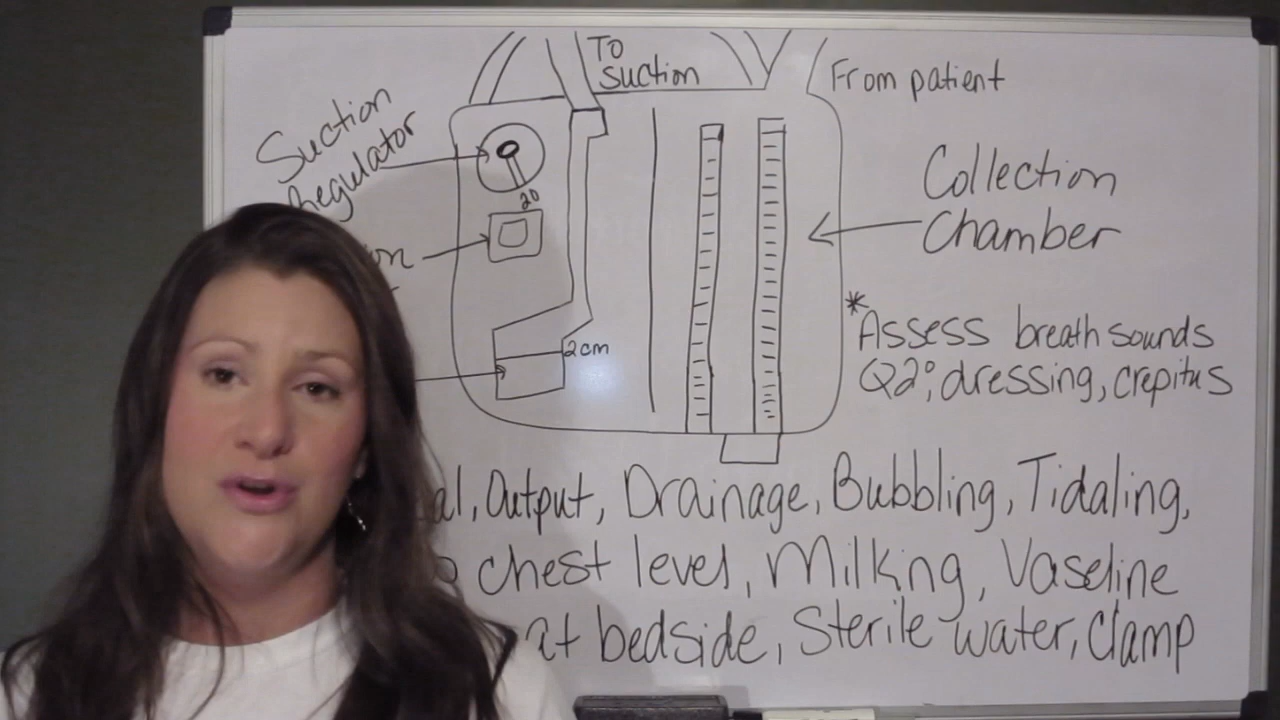 To
suction
From patient
Suction
Regulator
20
Collection
Chamber
2cm
*Assess breath sounds
Q2°, dressing, crepitus
Output, Drainage, Bubbling, Tidaling,
chest level, Milking, Vaseline
at bedside, Sterile water, Clamp